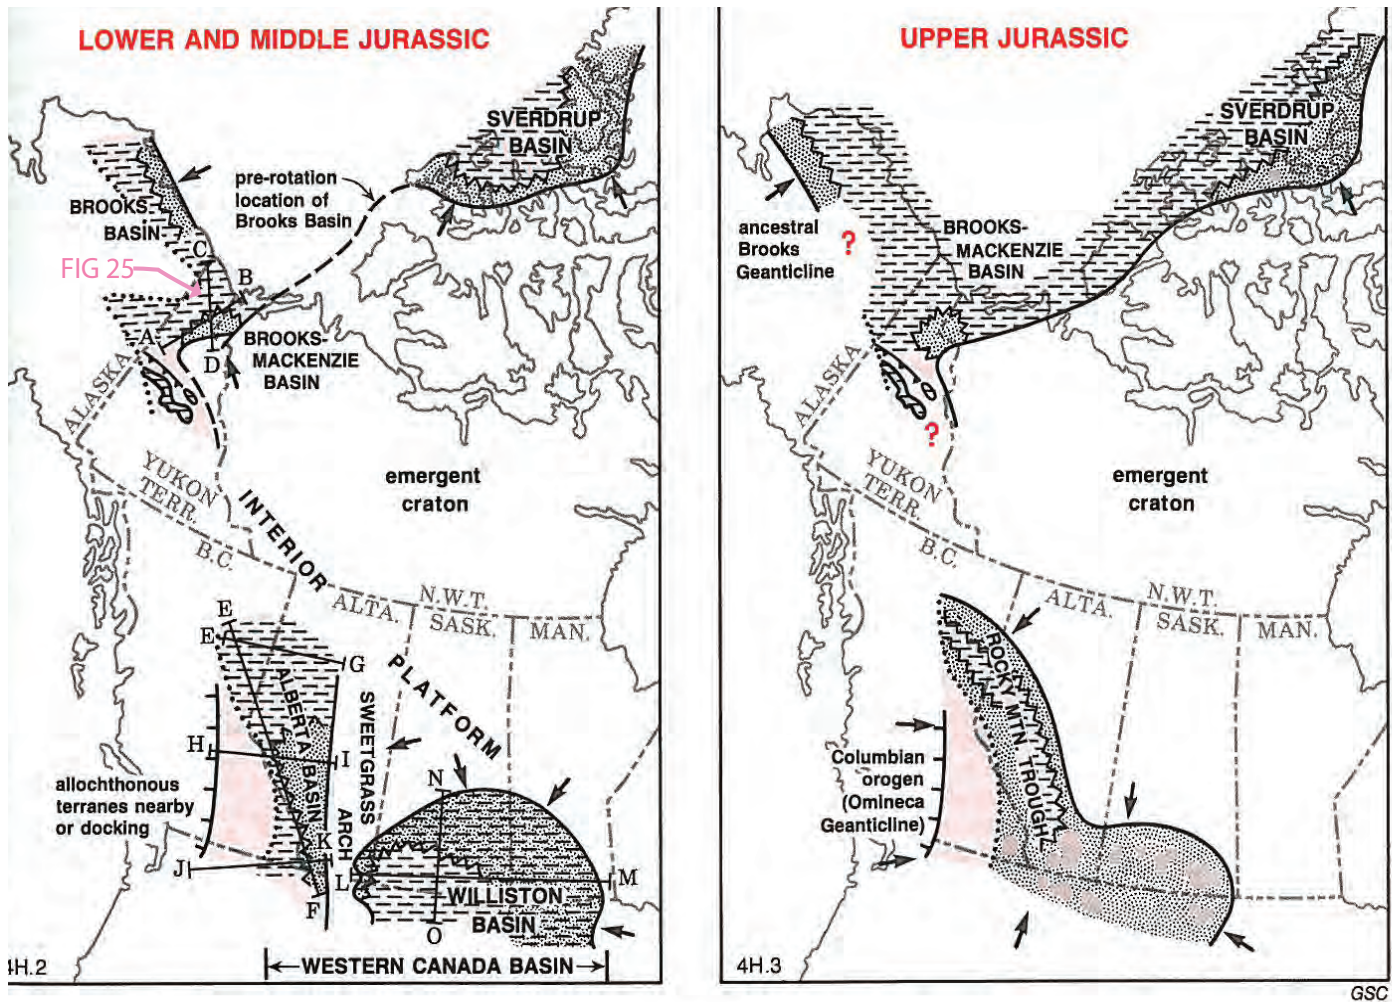 LOWER AND MIDDLE JURASSIC
SVERDRUP
BASIN
pre-rotation
location of
Brooks Basin
BROOKS-
BASIN
C
FIG 25
B
A
D
BROOKS-
MACKENZIE
BASIN
ALASKA
YUKON
TERR.
emergent
craton
B.C.
INTERIOR
PLATFORM
N.W.T.
ALTA.
SASK.
MAN.
E
E
G
ALBERTA BASIN
SWEETGRASS
ARCH
H
I
N
allochthonous
terranes nearby
or docking
K
J
L
M
F
WILLISTON
BASIN
O
4H.2
WESTERN CANADA BASIN
UPPER JURASSIC
SVERDRUP
BASIN
ancestral
Brooks
Geanticline
?
BROOKS-
MACKENZIE
BASIN
ALASKA
?
YUKON
TERR.
emergent
craton
B.C.
N.W.T.
ALTA.
SASK.
MAN.
ROCKY MTN. TROUGH
Columbian
orogen
(Omineca
Geanticline)
4H.3
GSC